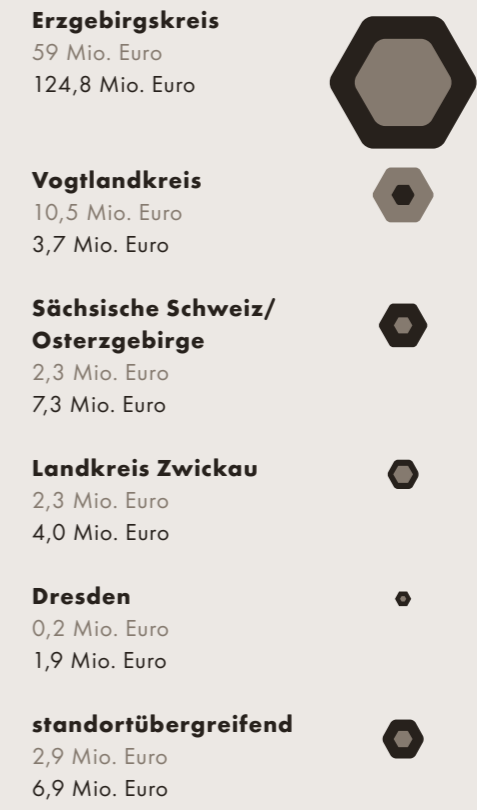 Erzgebirgskreis
59 Mio. Euro
124,8 Mio. Euro
Vogtlandkreis
10,5 Mio. Euro
3,7 Mio. Euro
Sächsische Schweiz/
Osterzgebirge
2,3 Mio. Euro
7,3 Mio. Euro
Landkreis Zwickau
2,3 Mio. Euro
4,0 Mio. Euro
Dresden
0,2 Mio. Euro
1,9 Mio. Euro
standortübergreifend
2,9 Mio. Euro
6,9 Mio. Euro